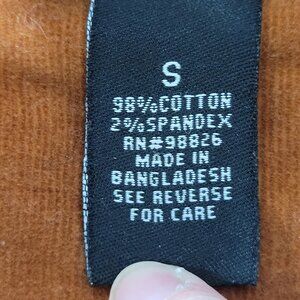 S
98%COTTON
2%SPANDEX
RN#98826
MADE IN
BANGLADESH
SEE REVERSE
FOR CARE